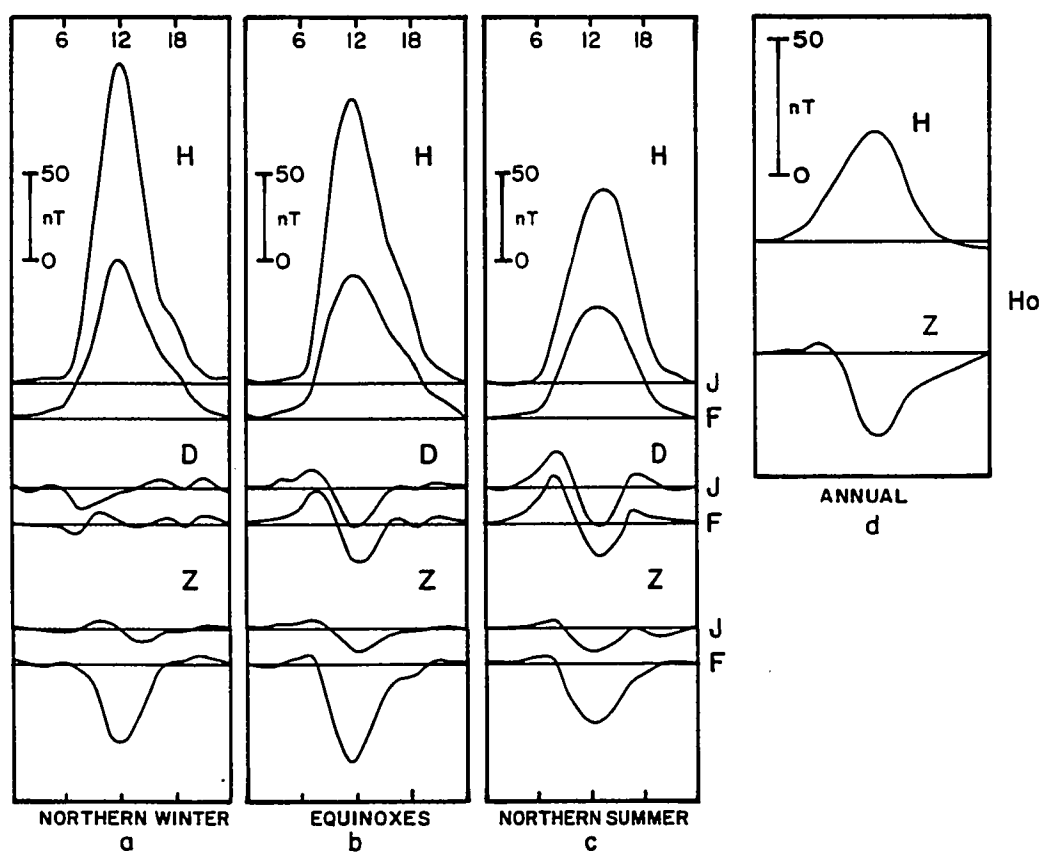 6 12 18
H
50
nT
0
J
F
D
J
F
Z
J
F
NORTHERN WINTER
a
6 12 18
H
50
nT
0
D
Z
EQUINOXES
b
6 12 18
H
50
nT
0
D
Z
NORTHERN SUMMER
c
50
nT
0
H
Z
Ho
ANNUAL
d